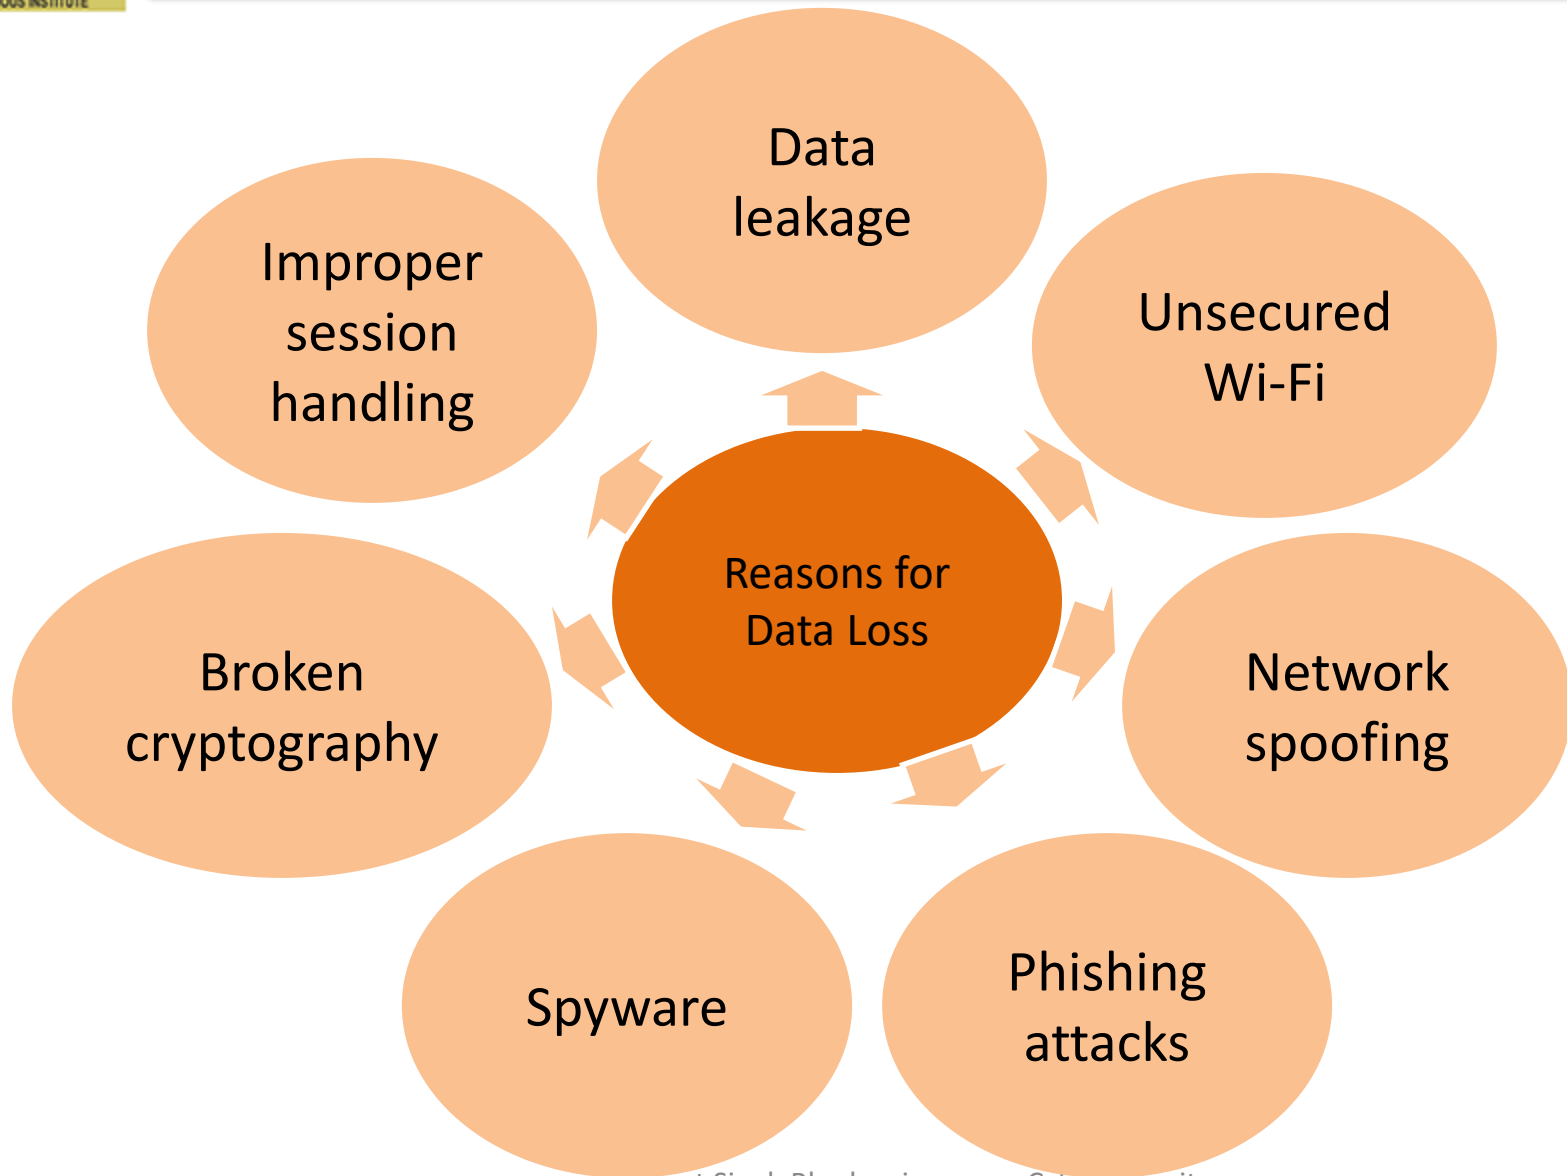 INSTITUTE
Data
leakage
Unsecured
Wi-Fi
Network
spoofing
Phishing
attacks
Spyware
Broken
cryptography
Improper
session
handling
Reasons for
Data Loss